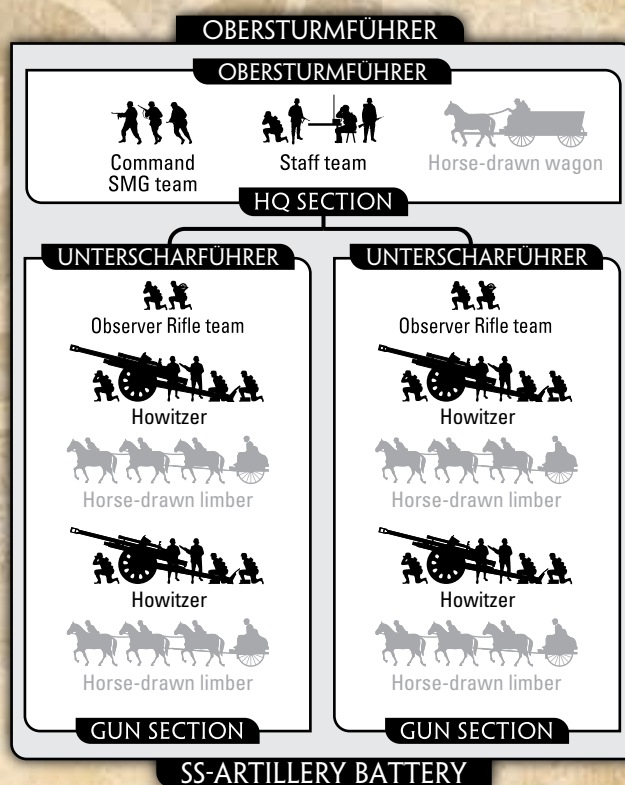 OBERSTURMFÜHRER
OBERSTURMFÜHRER
Command
SMG team
Staff team
Horse-drawn wagon
HQ SECTION
UNTERSCHARFÜHRER
Observer Rifle team
Howitzer
Horse-drawn limber
Howitzer
Horse-drawn limber
GUN SECTION
UNTERSCHARFÜHRER
Observer Rifle team
Howitzer
Horse-drawn limber
Howitzer
Horse-drawn limber
GUN SECTION
SS-ARTILLERY BATTERY